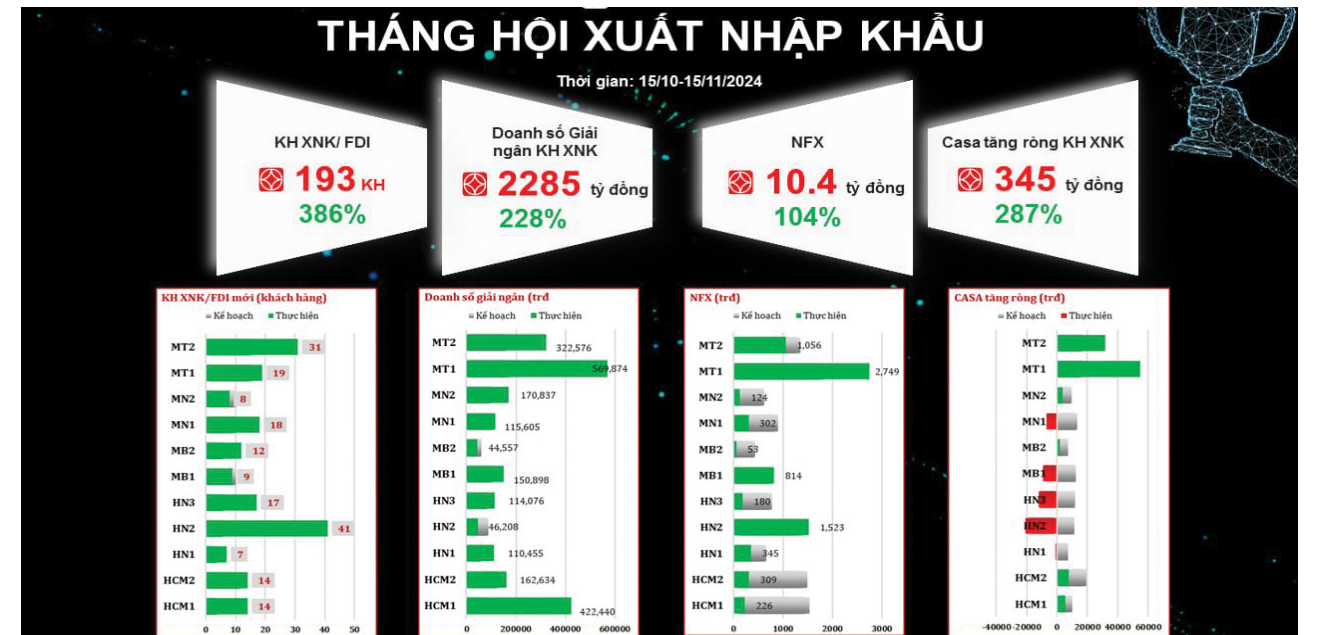 THÁNG HỘI XUẤT NHẬP KHẨU
Thời gian: 15/10-15/11/2024
KH XNK/ FDI
193 KH
386%
Doanh số Giải
ngân KH XNK
2285 tỷ đồng
228%
NFX
10.4 tỷ đồng
104%
Casa tăng ròng KH XNK
345 tỷ đồng
287%
KH XNK/FDI mới (khách hàng)
Kế hoạch Thực hiện
MT2 31
MT1 19
MN2 8
MN1 18
MB2 12
MB1 9
HN3 17
HN2 41
HN1 7
HCM2 14
HCM1 14
0 10 20 30 40 50
Doanh số giải ngân (trđ
Kế hoạch Thực hiện
MT2 322,576
MT1 569,874
MN2 170,837
MN1 115,605
MB2 44,557
MB1 150,898
HN3 114,076
HN2 46,208
HN1 110,455
HCM2 162,634
HCM1 422,440
0 200000 400000 600000
NFX (trđ)
Kế hoạch Thực hiện
MT2 1,056
MT1 2,749
MN2 124
MN1 302
MB2 53
MB1 814
HN3 180
HN2 1,523
HN1 345
HCM2 309
HCM1 226
0 1000 2000 3000
CASA tăng ròng (trđ)
Kế hoạch Thực hiện
MT2
MT1
MN2
MN1
MB2
MB1
HN3
HN2
HN1
HCM2
HCM1
-40000 -20000 0 20000 40000 60000